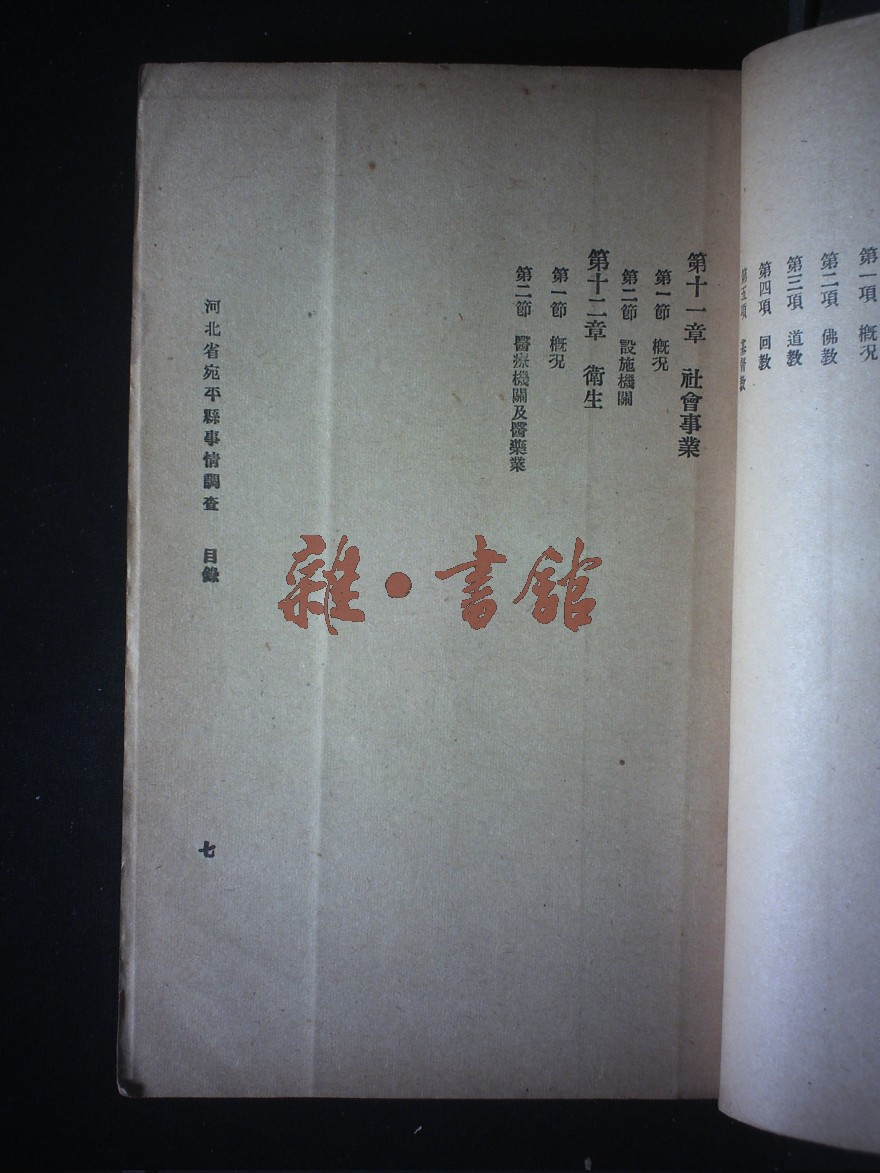 第一項　概况
第二項　佛教
第三項　道教
第四項　回教
第五項　基督教
第十一章　社會事業
第一節　概况
第二節　設施機關
第十二章　衛生
第一節　概况
第二節　醫療機關及醫藥業
河北省宛平縣事情調查　目錄
七
雜・書館